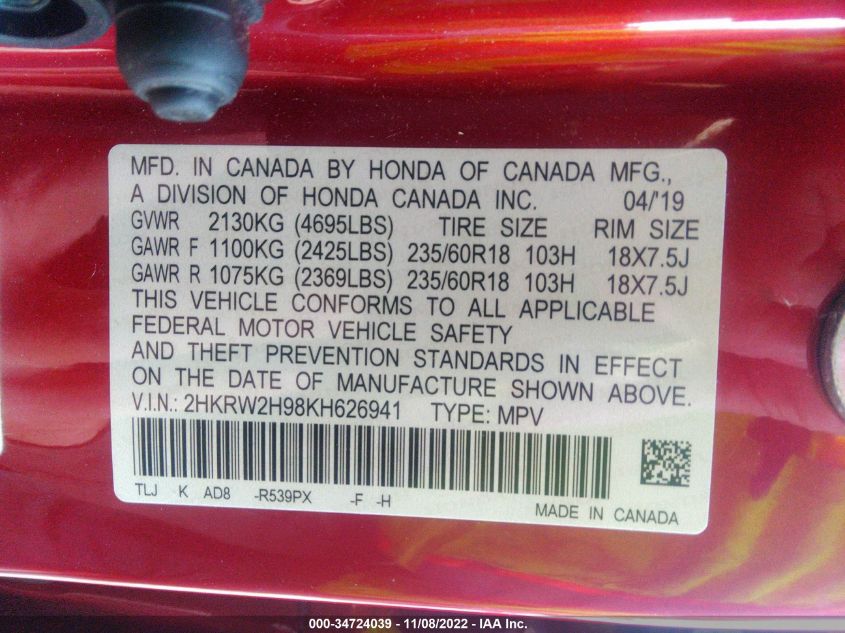 MFD. IN CANADA BY HONDA OF CANADA MFG.,
A DIVISION OF HONDA CANADA INC. 04/'19
GVWR 2130KG (4695LBS) TIRE SIZE RIM SIZE
GAWR F 1100KG (2425LBS) 235/60R18 103H 18X7.5J
GAWR R 1075KG (2369LBS) 235/60R18 103H 18X7.5J
THIS VEHICLE CONFORMS TO ALL APPLICABLE
FEDERAL MOTOR VEHICLE SAFETY
AND THEFT PREVENTION STANDARDS IN EFFECT
ON THE DATE OF MANUFACTURE SHOWN ABOVE.
V.I.N.: 2HKRW2H98KH626941 TYPE: MPV
TLJ K AD8 -R539PX -F -H
MADE IN CANADA
000-34724039 - 11/08/2022 - IAA Inc.